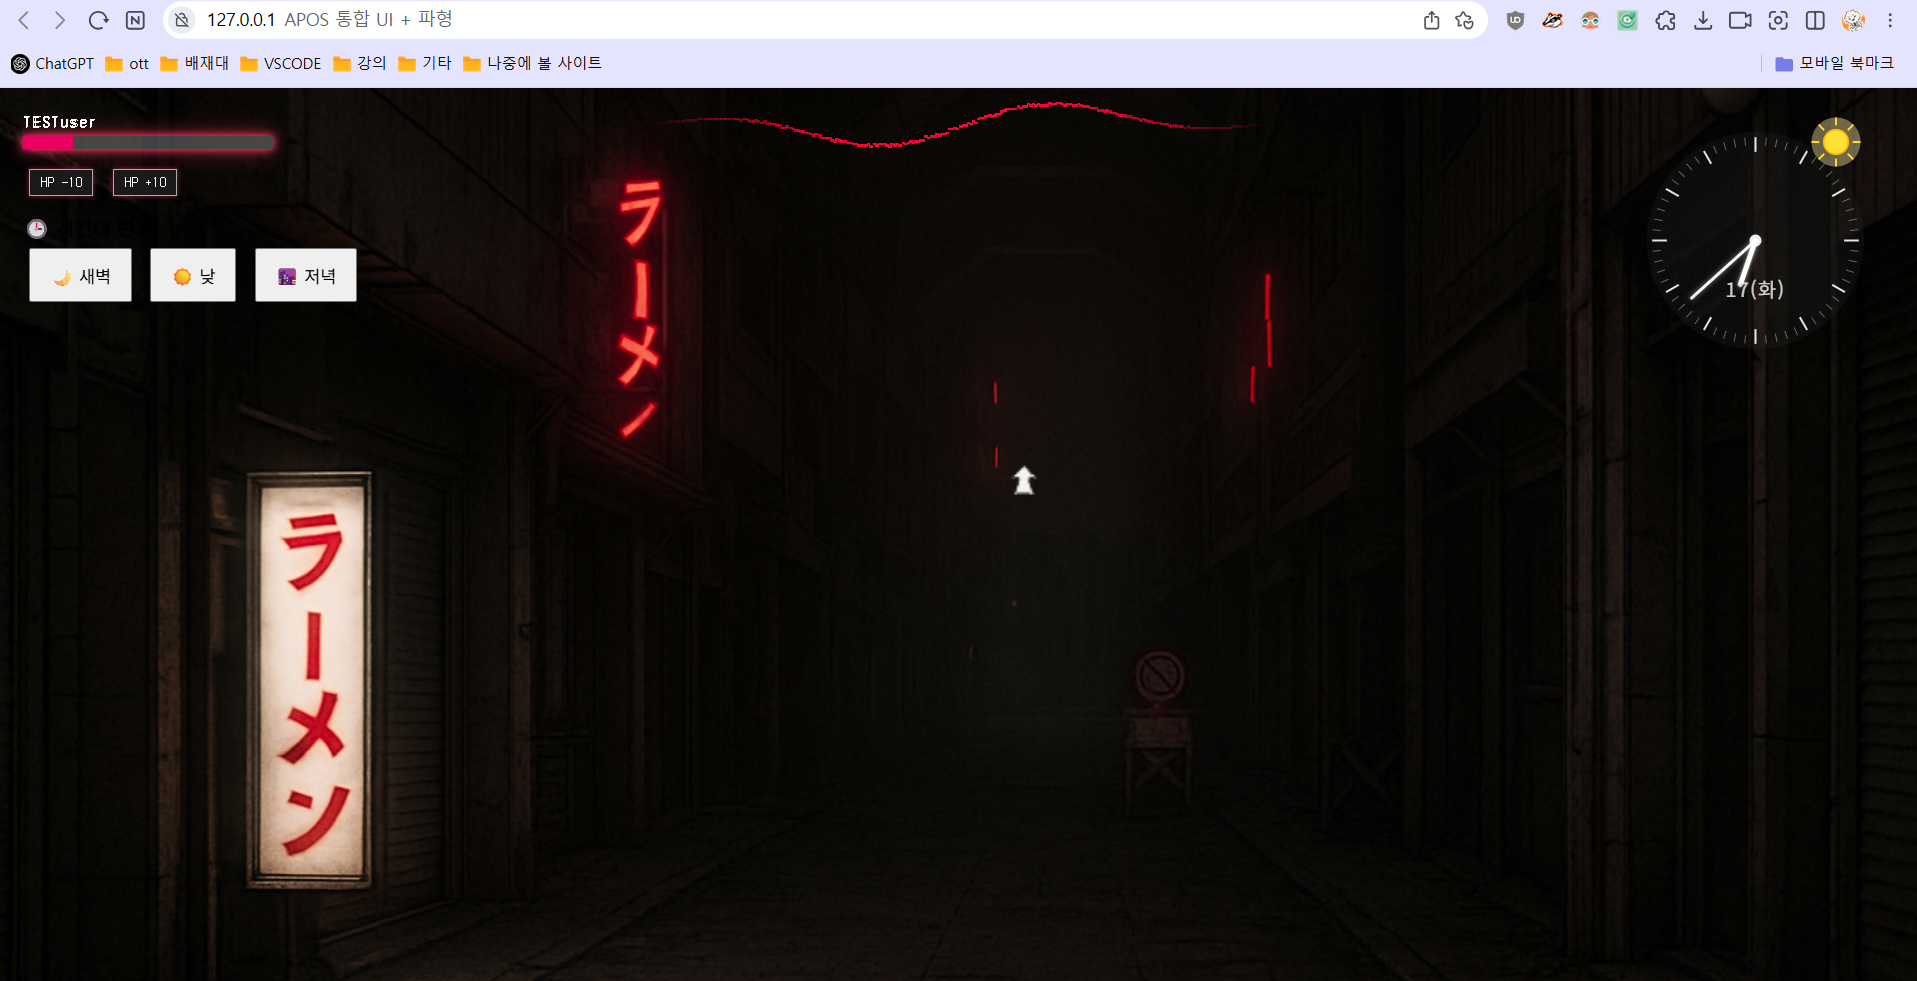 127.0.0.1 APOS 통합 UI + 파형
ChatGPT ott 배재대 VSCODE 강의 기타 나중에 볼 사이트 모바일 북마크
TESTuser
HP -10 HP +10
새벽 낮 저녁
17(화)
ラーメン
ラーメン